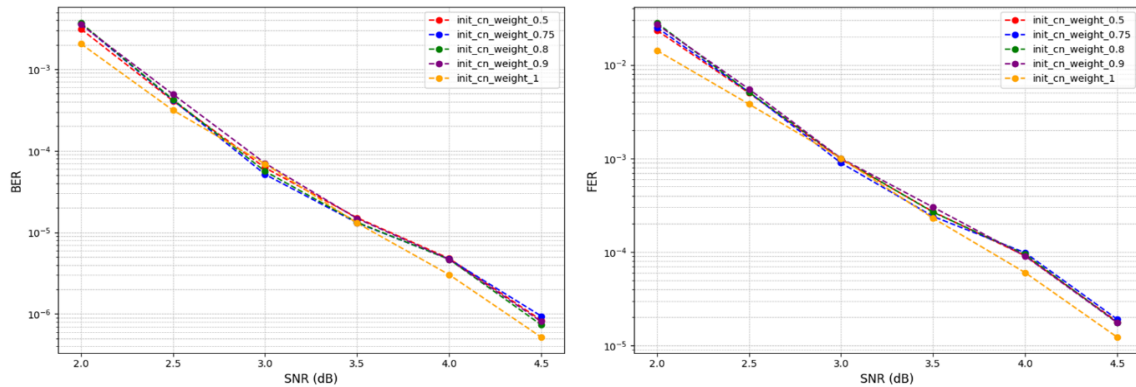 init_cn_weight_0.5
init_cn_weight_0.75
init_cn_weight_0.8
init_cn_weight_0.9
init_cn_weight_1
10⁻³
10⁻⁴
10⁻⁵
10⁻⁶
BER
2.0 2.5 3.0 3.5 4.0 4.5
SNR (dB)
init_cn_weight_0.5
init_cn_weight_0.75
init_cn_weight_0.8
init_cn_weight_0.9
init_cn_weight_1
10⁻²
10⁻³
10⁻⁴
10⁻⁵
FER
2.0 2.5 3.0 3.5 4.0 4.5
SNR (dB)